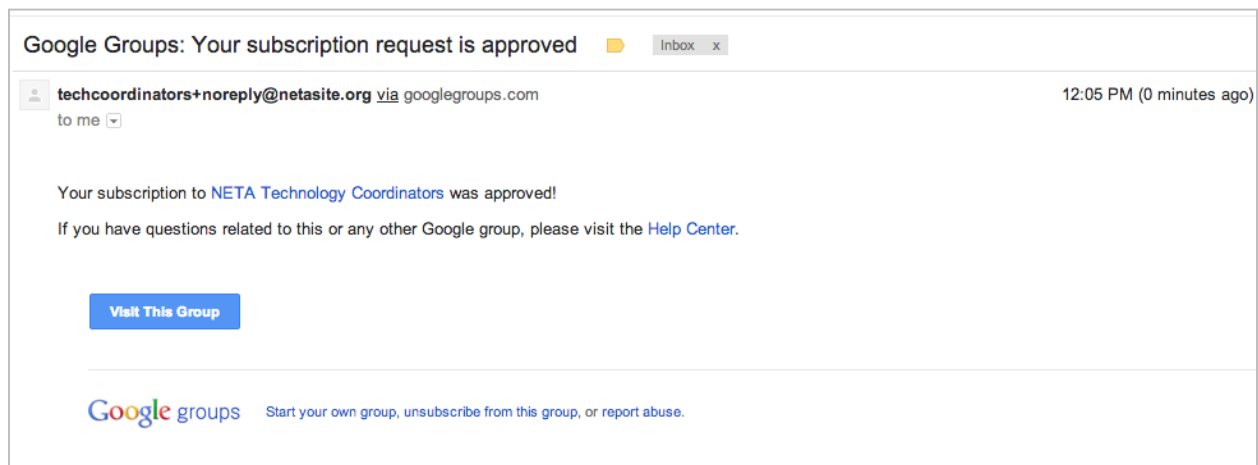 Google Groups: Your subscription request is approved Inbox x
techcoordinators+noreply@netasite.org via googlegroups.com 12:05 PM (0 minutes ago)
to me
Your subscription to NETA Technology Coordinators was approved!
If you have questions related to this or any other Google group, please visit the Help Center.
Visit This Group
Google groups Start your own group, unsubscribe from this group, or report abuse.